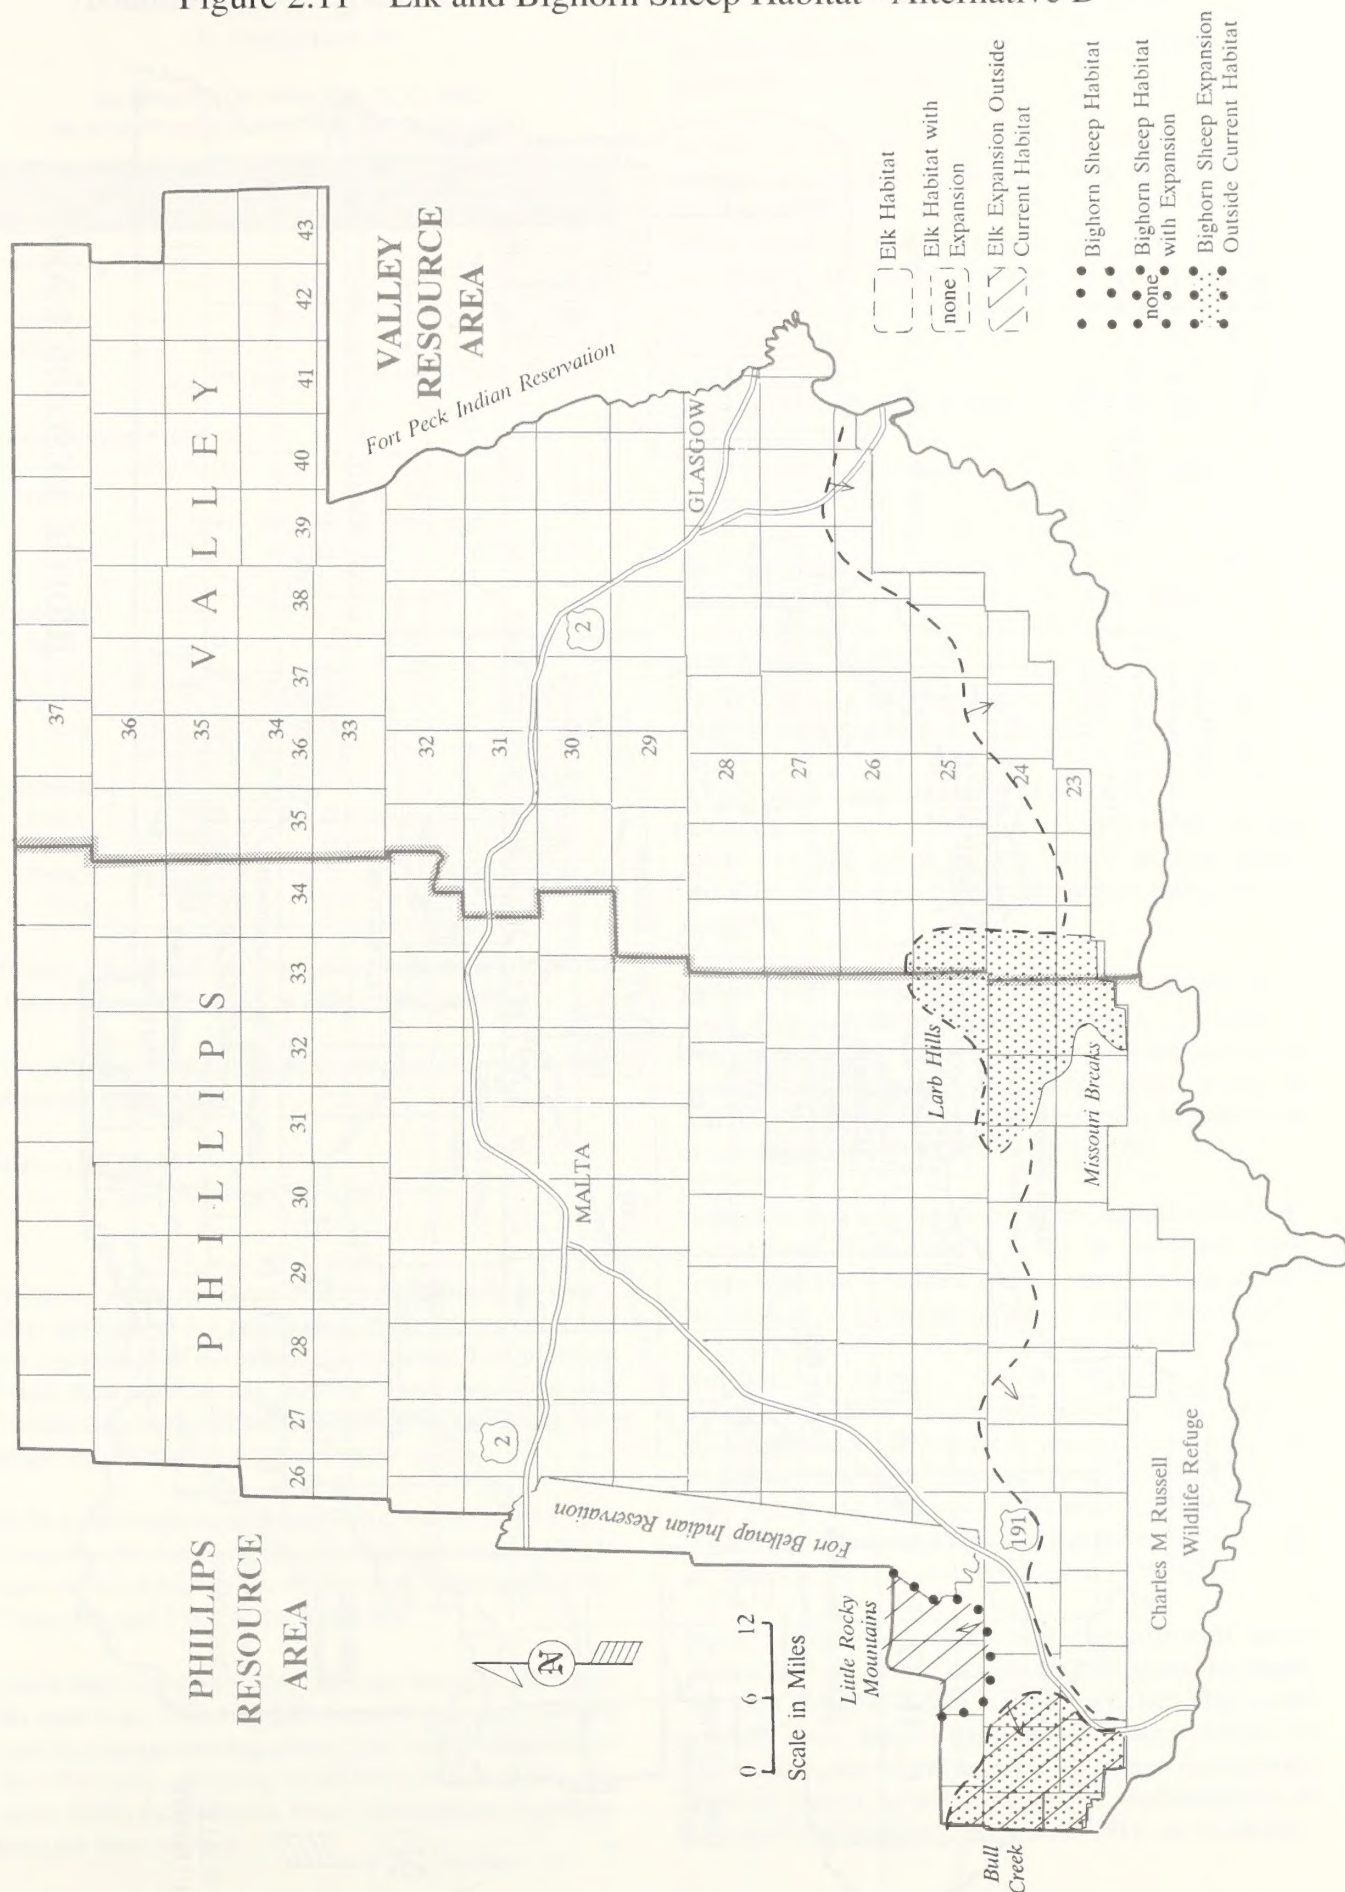 Figure 2.11 Elk and Bighorn Sheep Habitat - Alternative D
PHILLIPS
RESOURCE
AREA
VALLEY
RESOURCE
AREA
PHILLIPS
VALLEY
37
36
35
34
33
32
31
30
29
28
27
26
25
24
23
26
27
28
29
30
31
32
33
34
35
36
37
38
39
40
41
42
43
Fort Peck Indian Reservation
Fort Belknap Indian Reservation
GLASGOW
MALTA
2
2
191
N
0 6 12
Scale in Miles
Little Rocky
Mountains
Larb Hills
Missouri Breaks
Bull
Creek
Charles M Russell
Wildlife Refuge
Elk Habitat
none
Elk Habitat with
Expansion
Elk Expansion Outside
Current Habitat
Bighorn Sheep Habitat
none
Bighorn Sheep Habitat
with Expansion
Bighorn Sheep Expansion
Outside Current Habitat